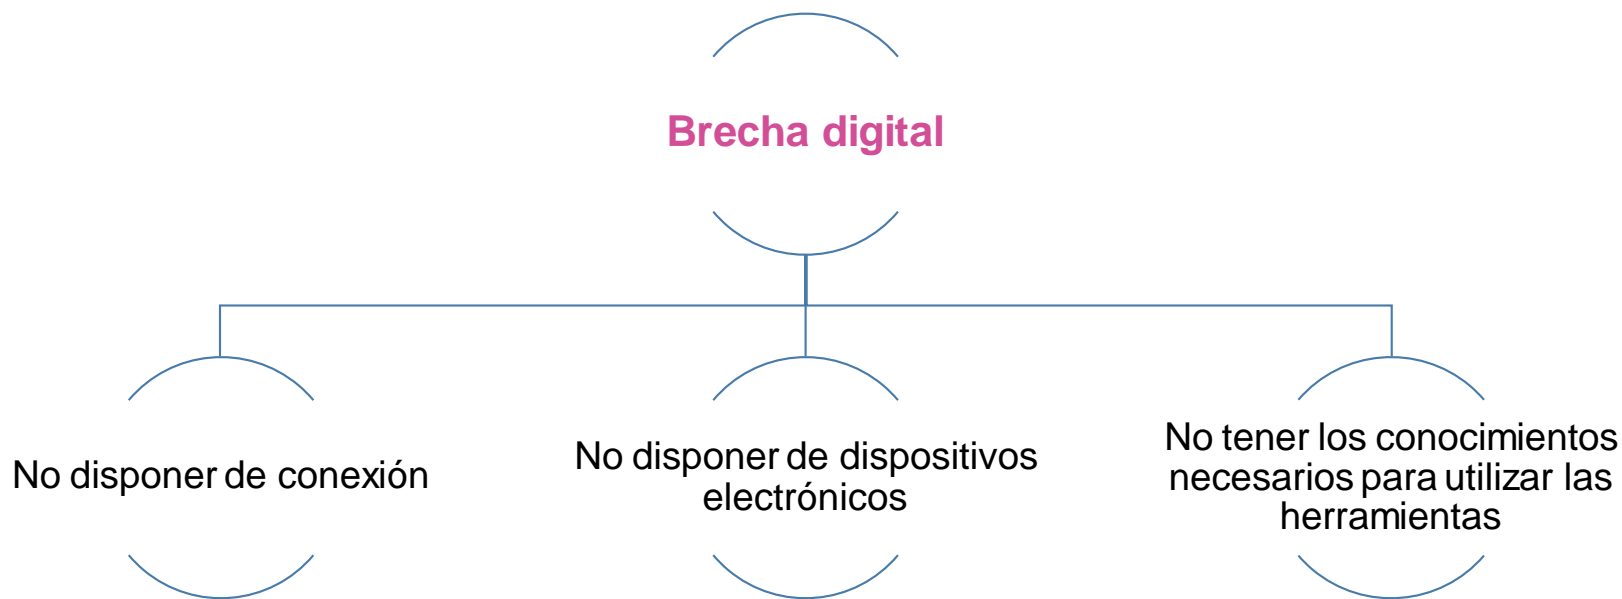 Brecha digital
No disponer de conexión
No disponer de dispositivos
electrónicos
No tener los conocimientos
necesarios para utilizar las
herramientas